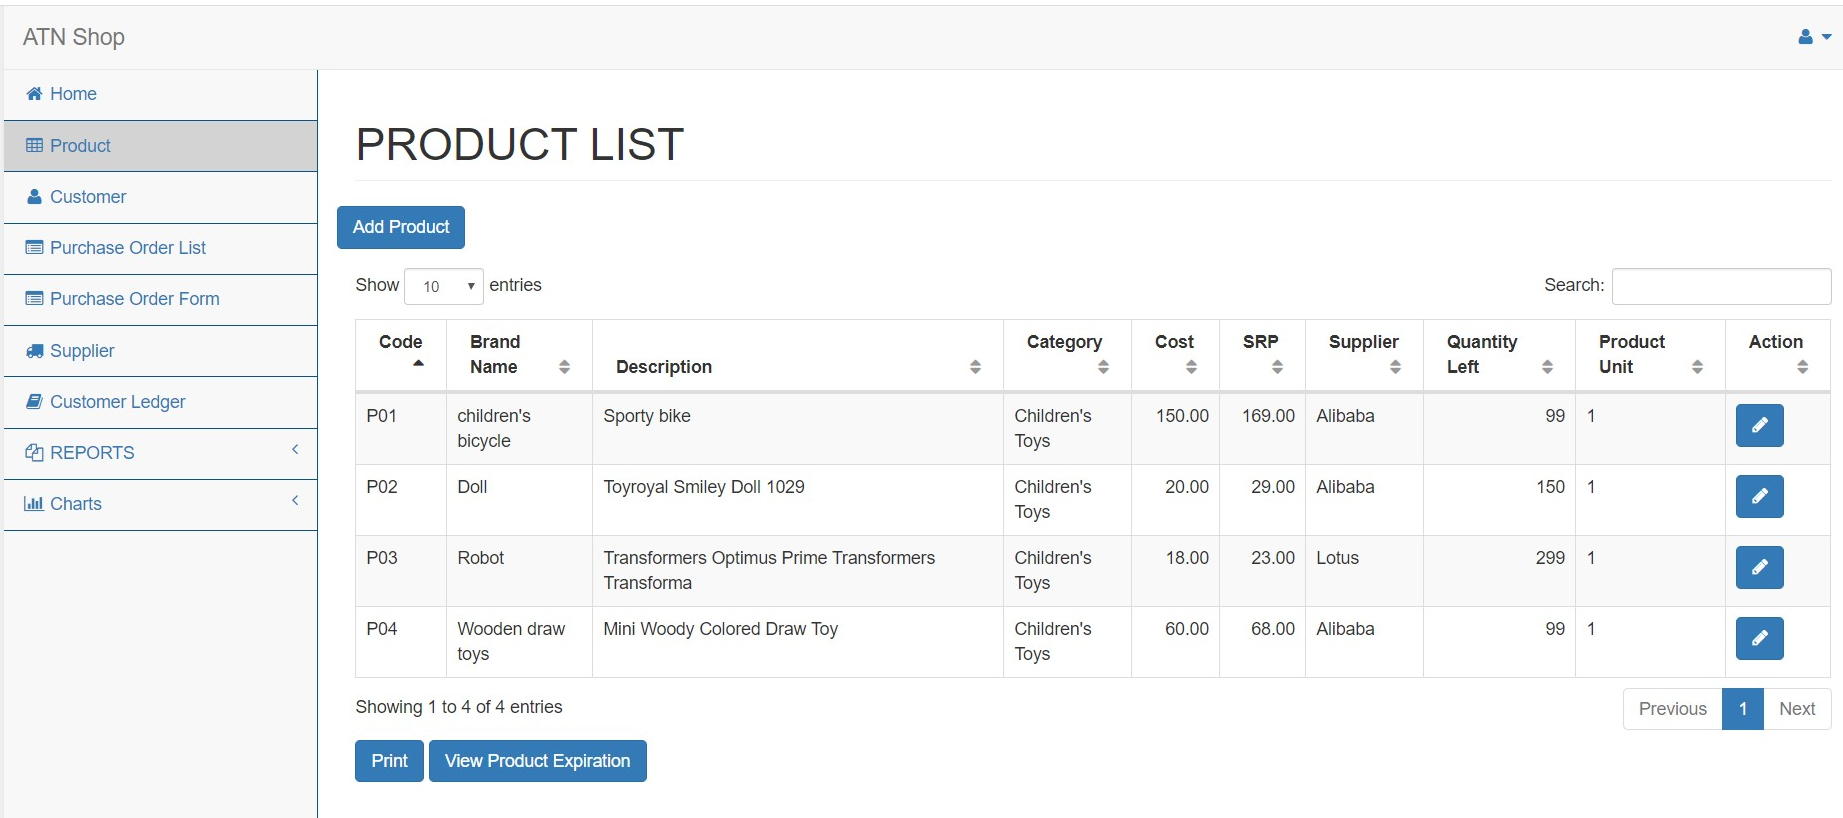 ATN Shop
Home
Product
Customer
Purchase Order List
Purchase Order Form
Supplier
Customer Ledger
REPORTS
Charts
PRODUCT LIST
Add Product
Show 10 entries Search:
Code Brand Name Description Category Cost SRP Supplier Quantity Left Product Unit Action
P01 children's bicycle Sporty bike Children's Toys 150.00 169.00 Alibaba 99 1
P02 Doll Toyroyal Smiley Doll 1029 Children's Toys 20.00 29.00 Alibaba 150 1
P03 Robot Transformers Optimus Prime Transformers Transforma Children's Toys 18.00 23.00 Lotus 299 1
P04 Wooden draw toys Mini Woody Colored Draw Toy Children's Toys 60.00 68.00 Alibaba 99 1
Showing 1 to 4 of 4 entries Previous 1 Next
Print View Product Expiration